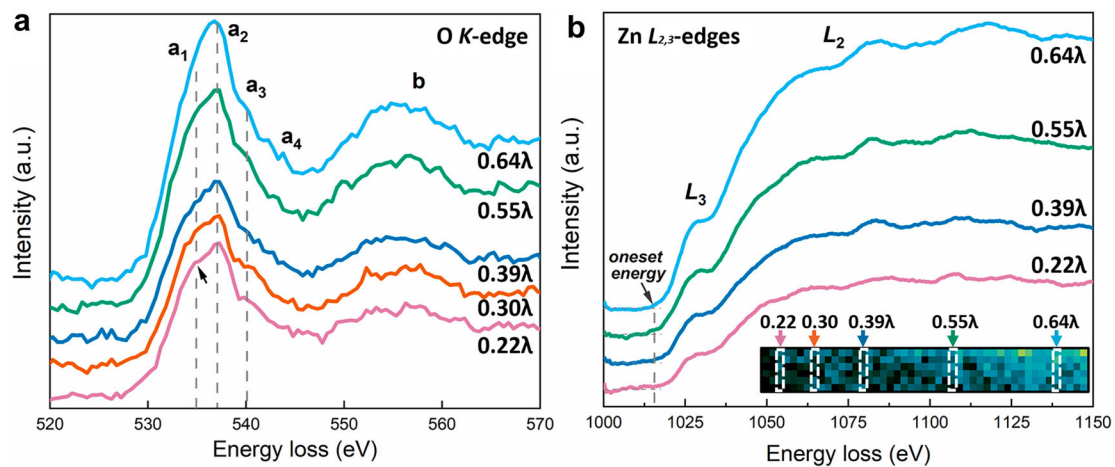 a
O K-edge
a1
a2
a3
a4
b
0.64λ
0.55λ
0.39λ
0.30λ
0.22λ
Intensity (a.u.)
520 530 540 550 560 570
Energy loss (eV)
b
Zn L2,3-edges
L2
L3
0.64λ
0.55λ
0.39λ
0.22λ
oneset
energy
0.22 0.30 0.39λ 0.55λ 0.64λ
Intensity (a.u.)
1000 1025 1050 1075 1100 1125 1150
Energy loss (eV)